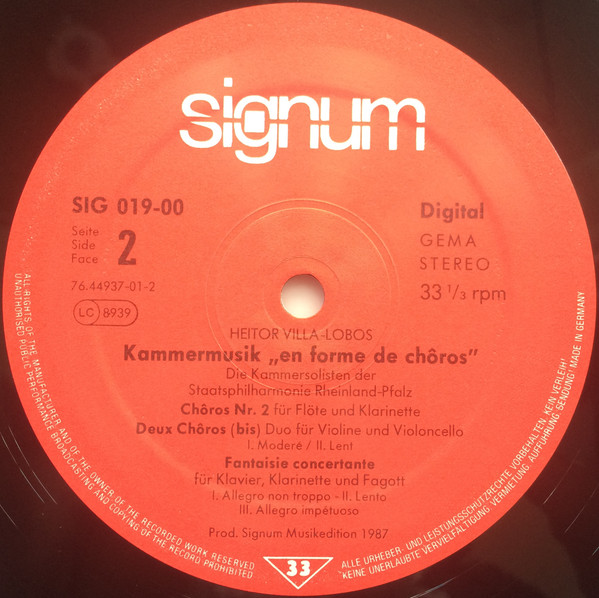 signum
SIG 019-00
Digital
Seite
Side
Face
2
GEMA
STEREO
76.44937-01-2
33 1/3 rpm
LC 8939
HEITOR VILLA-LOBOS
Kammermusik „en forme de chôros"
Die Kammersolisten der
Staatsphilharmonie Rheinland-Pfalz
Chôros Nr. 2 für Flöte und Klarinette
Deux Chôros (bis) Duo für Violine und Violoncello
I. Moderé / II. Lent
Fantaisie concertante
für Klavier, Klarinette und Fagott
I. Allegro non troppo - II. Lento
III. Allegro impétuoso
Prod. Signum Musikedition 1987
33
ALL RIGHTS OF THE MANUFACTURER AND OF THE OWNER OF THE RECORDED WORK RESERVED
UNAUTHORISED PUBLIC PERFORMANCE BROADCASTING AND COPYING OF THE RECORD PROHIBITED
ALLE URHEBER- UND LEISTUNGSSCHUTZRECHTE VORBEHALTEN. KEIN VERLEIH!
KEINE UNERLAUBTE VERVIELFÄLTIGUNG VERMIETUNG AUFFÜHRUNG SENDUNG! MADE IN GERMANY